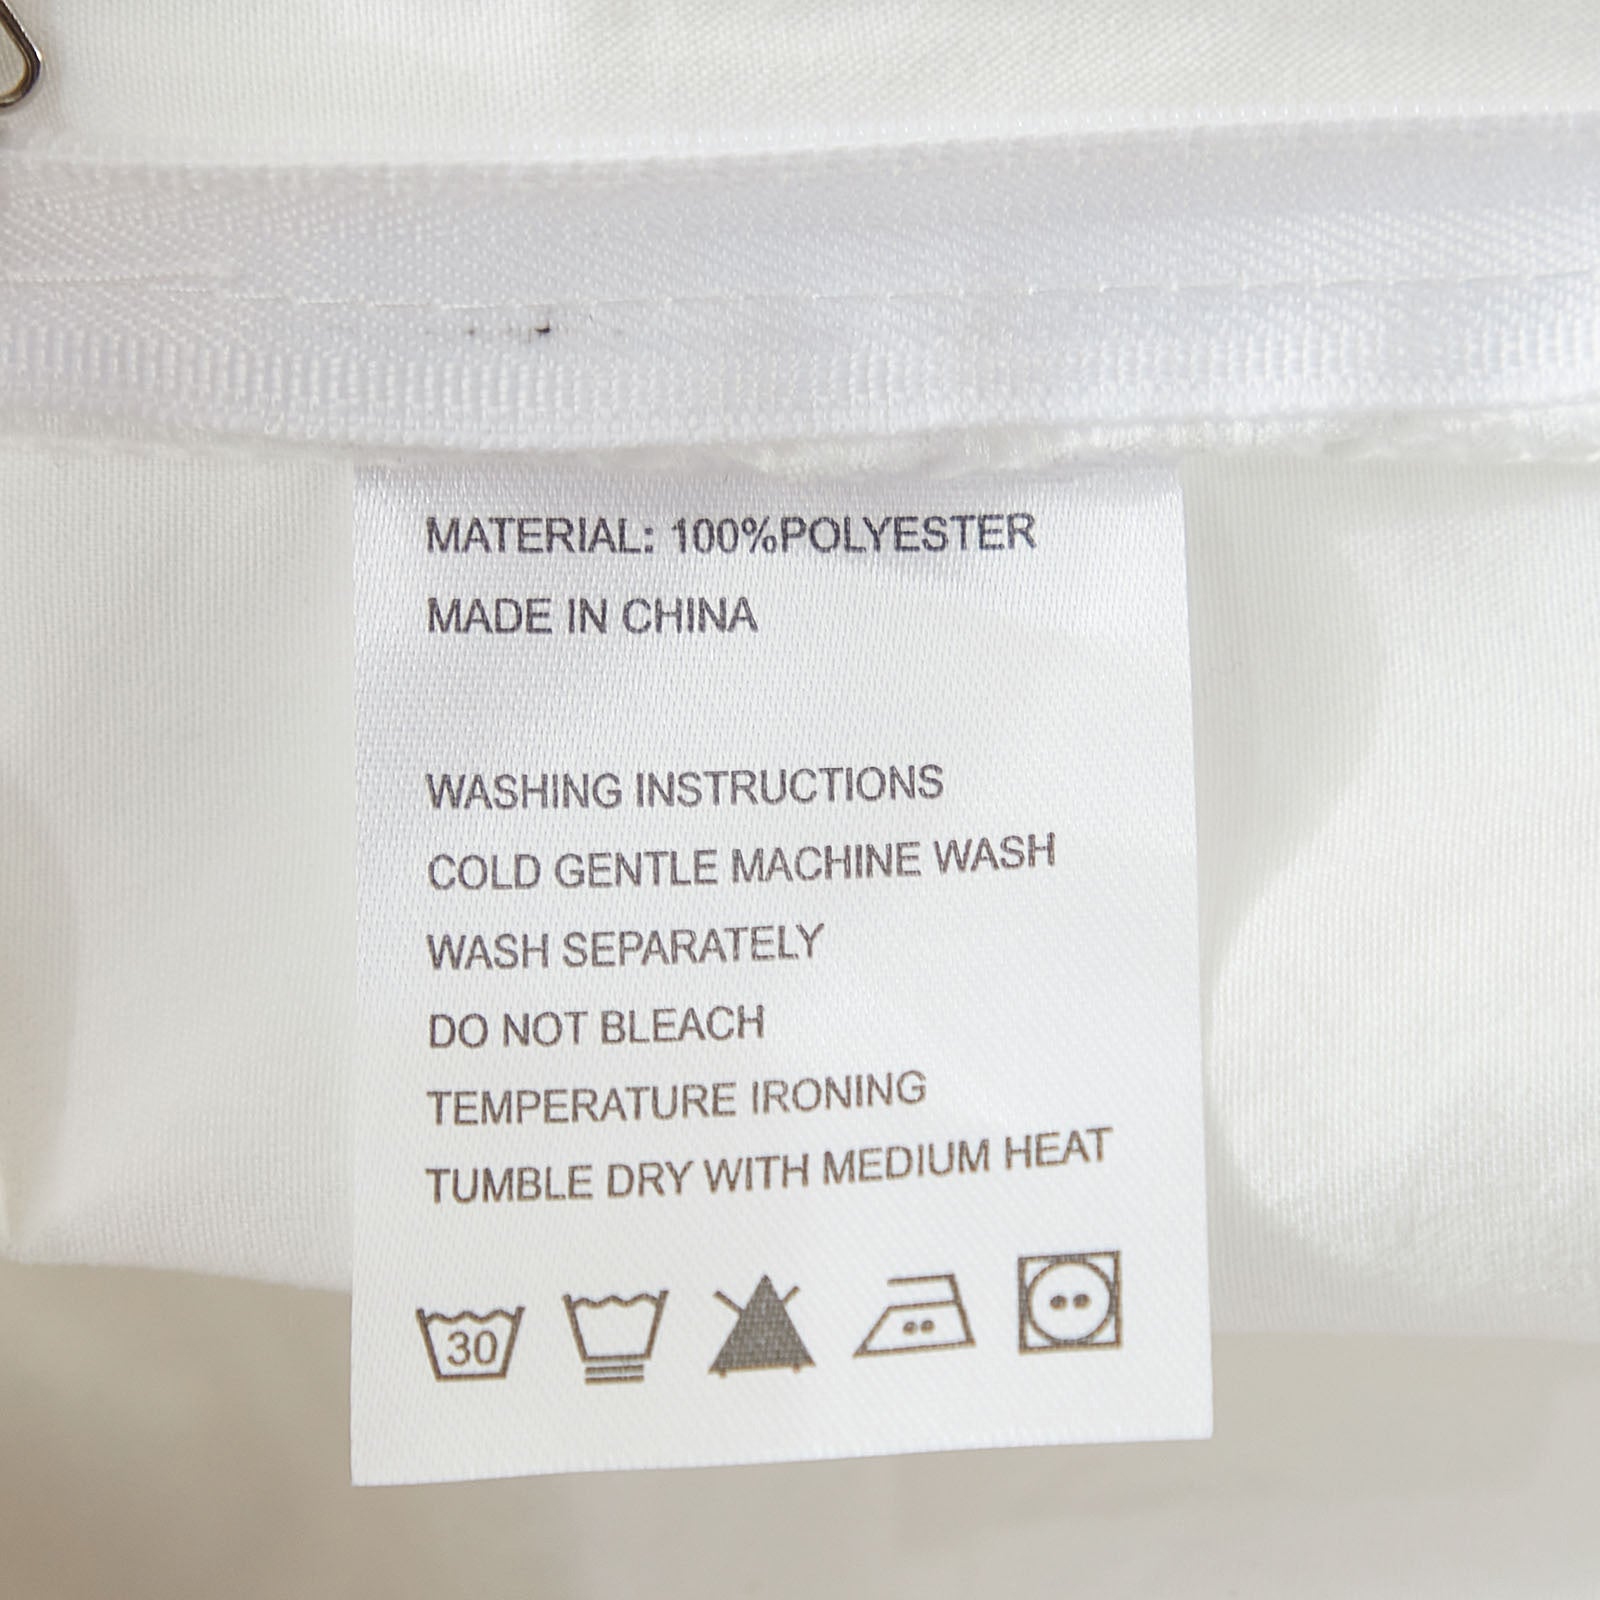 MATERIAL: 100%POLYESTER
MADE IN CHINA
WASHING INSTRUCTIONS
COLD GENTLE MACHINE WASH
WASH SEPARATELY
DO NOT BLEACH
TEMPERATURE IRONING
TUMBLE DRY WITH MEDIUM HEAT
30